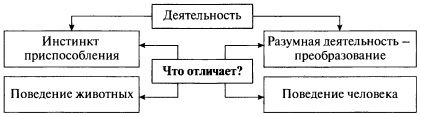 Деятельность
Инстинкт
приспособления
Разумная деятельность –
преобразование
Что отличает?
Поведение животных
Поведение человека